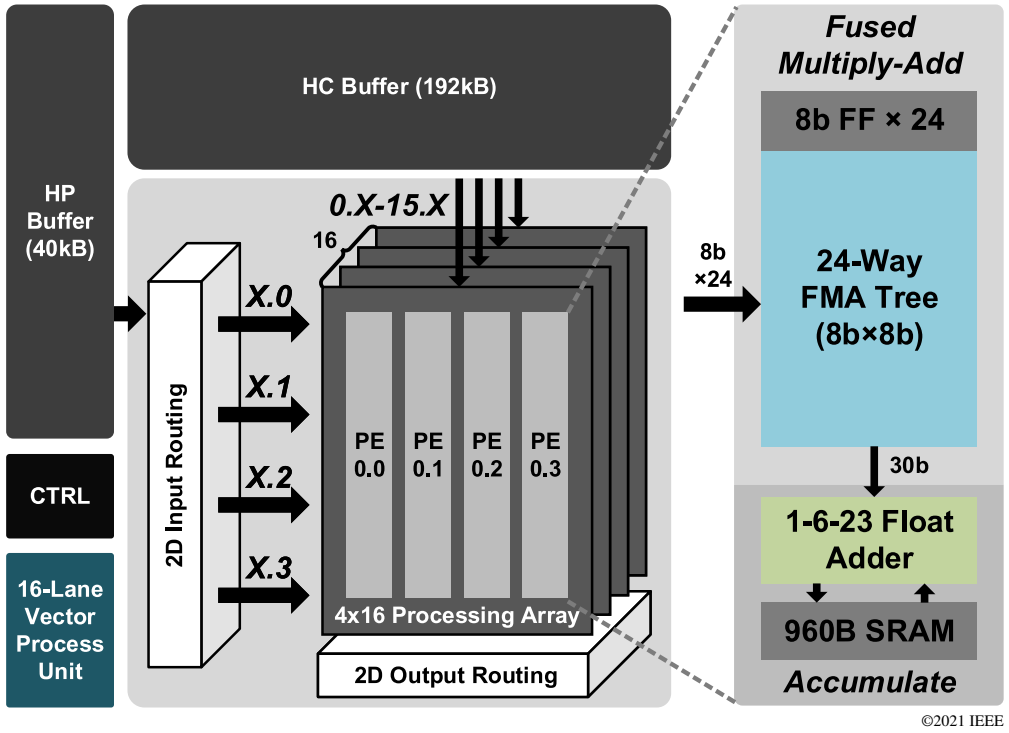 HP
Buffer
(40kB)
CTRL
16-Lane
Vector
Process
Unit
HC Buffer (192kB)
0.X-15.X
16
2D Input Routing
X.0
X.1
X.2
X.3
PE
0.0
PE
0.1
PE
0.2
PE
0.3
4x16 Processing Array
2D Output Routing
Fused
Multiply-Add
8b FF × 24
8b
×24
24-Way
FMA Tree
(8b×8b)
30b
1-6-23 Float
Adder
960B SRAM
Accumulate
©2021 IEEE